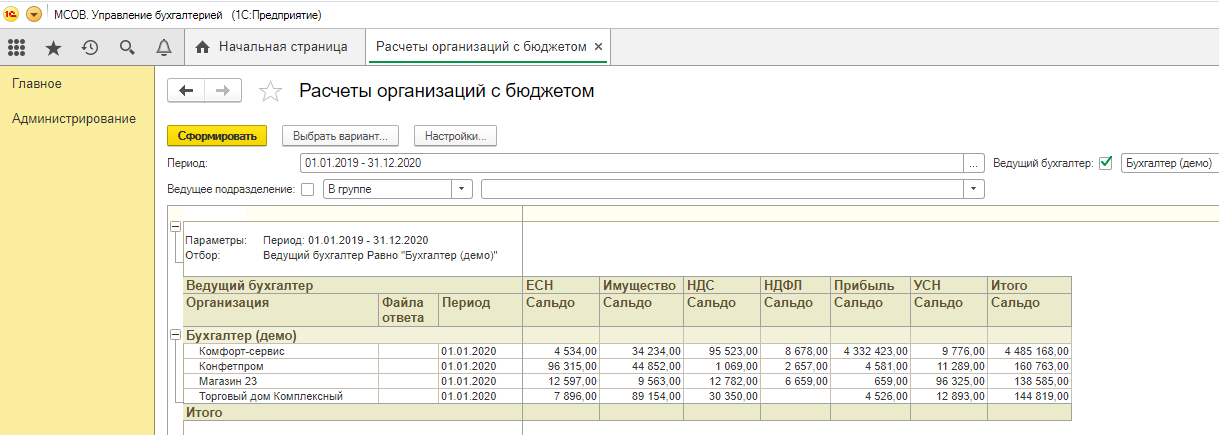 1С МСОВ. Управление бухгалтерией (1С:Предприятие)
Начальная страница Расчеты организаций с бюджетом ×
Главное
Администрирование
Расчеты организаций с бюджетом
Сформировать Выбрать вариант... Настройки...
Период: 01.01.2019 - 31.12.2020 ... Ведущий бухгалтер: Бухгалтер (демо)
Ведущее подразделение: В группе
Параметры: Период: 01.01.2019 - 31.12.2020
Отбор: Ведущий бухгалтер Равно "Бухгалтер (демо)"
Ведущий бухгалтер ЕСН Имущество НДС НДФЛ Прибыль УСН Итого
Организация Файла ответа Период Сальдо Сальдо Сальдо Сальдо Сальдо Сальдо Сальдо
Бухгалтер (демо)
Комфорт-сервис 01.01.2020 4 534,00 34 234,00 95 523,00 8 678,00 4 332 423,00 9 776,00 4 485 168,00
Конфетпром 01.01.2020 96 315,00 44 852,00 1 069,00 2 657,00 4 581,00 11 289,00 160 763,00
Магазин 23 01.01.2020 12 597,00 9 563,00 12 782,00 6 659,00 659,00 96 325,00 138 585,00
Торговый дом Комплексный 01.01.2020 7 896,00 89 154,00 30 350,00 4 526,00 12 893,00 144 819,00
Итого